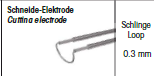 Schneide-Elektrode
Cutting electrode
Schlinge
Loop
0.3 mm